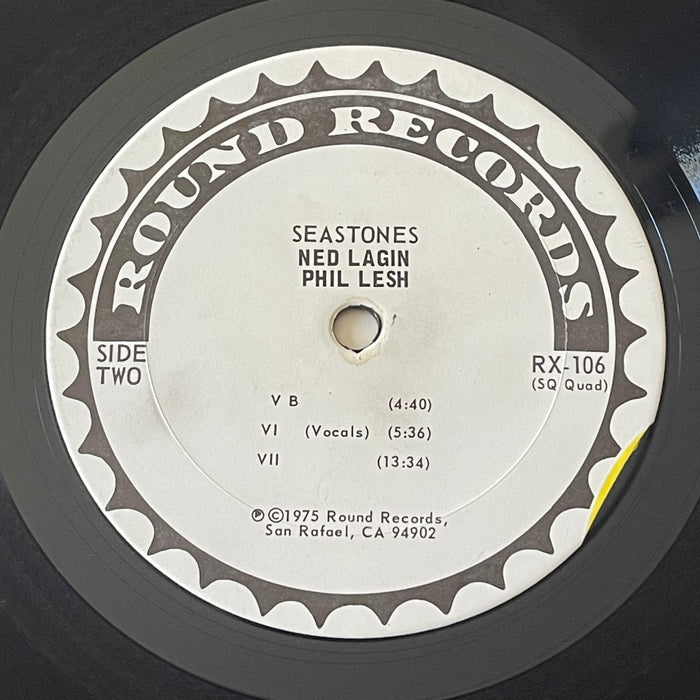 ROUND RECORDS
SEASTONES
NED LAGIN
PHIL LESH
SIDE
TWO
RX-106
(SQ Quad)
V B (4:40)
VI (Vocals) (5:36)
VII (13:34)
℗©1975 Round Records,
San Rafael, CA 94902